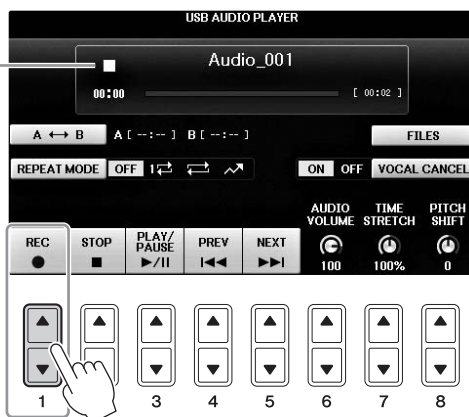 USB AUDIO PLAYER
Audio_001
00:00 [ 00:02 ]
A ↔ B A [ --:-- ] B [ --:-- ] FILES
REPEAT MODE OFF 1 ON OFF VOCAL CANCEL
AUDIO VOLUME TIME STRETCH PITCH SHIFT
REC STOP PLAY/PAUSE PREV NEXT 100 100% 0
1 3 4 5 6 7 8